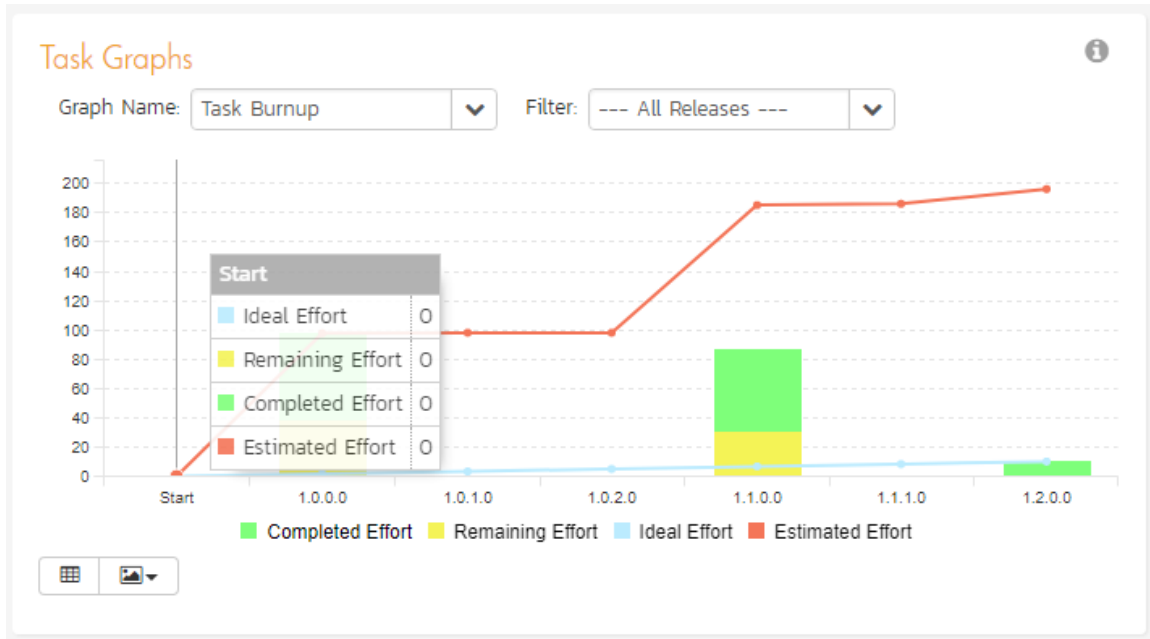 Task Graphs
Graph Name: Task Burnup Filter: --- All Releases ---
200
180
160
140
120
100
80
60
40
20
0
Start
Ideal Effort 0
Remaining Effort 0
Completed Effort 0
Estimated Effort 0
Start 1.0.0.0 1.0.1.0 1.0.2.0 1.1.0.0 1.1.1.0 1.2.0.0
Completed Effort Remaining Effort Ideal Effort Estimated Effort